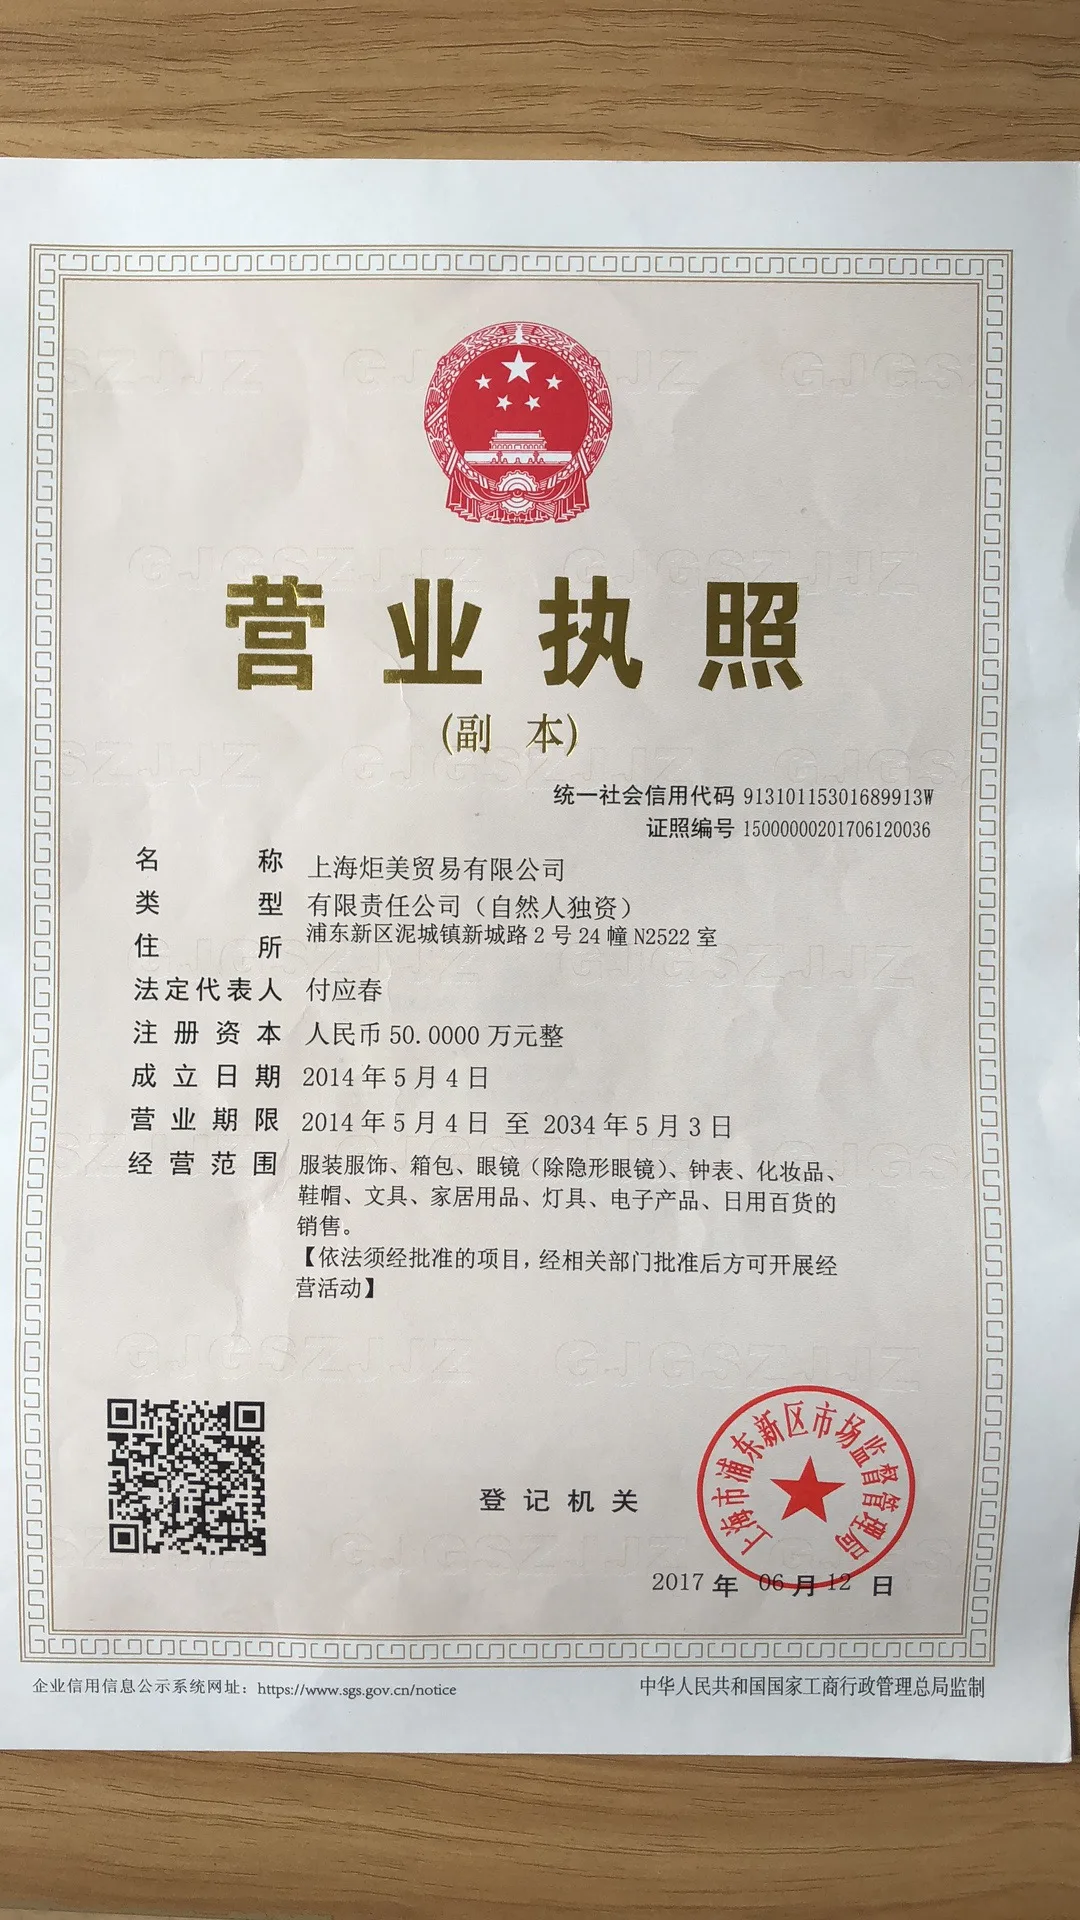 营业执照
(副 本)
统一社会信用代码 91310115301689913W
证照编号 15000000201706120036
名称 上海炬美贸易有限公司
类型 有限责任公司（自然人独资）
住所 浦东新区泥城镇新城路2号24幢N2522室
法定代表人 付应春
注册资本 人民币50.0000万元整
成立日期 2014年5月4日
营业期限 2014年5月4日 至 2034年5月3日
经营范围 服装服饰、箱包、眼镜（除隐形眼镜）、钟表、化妆品、
鞋帽、文具、家居用品、灯具、电子产品、日用百货的
销售。
【依法须经批准的项目，经相关部门批准后方可开展经
营活动】
登记机关
上海市浦东新区市场监督管理局
2017年06月12日
企业信用信息公示系统网址：https://www.sgs.gov.cn/notice
中华人民共和国国家工商行政管理总局监制